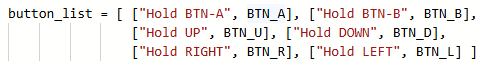 button_list = [ ["Hold BTN-A", BTN_A], ["Hold BTN-B", BTN_B],
["Hold UP", BTN_U], ["Hold DOWN", BTN_D],
["Hold RIGHT", BTN_R], ["Hold LEFT", BTN_L] ]